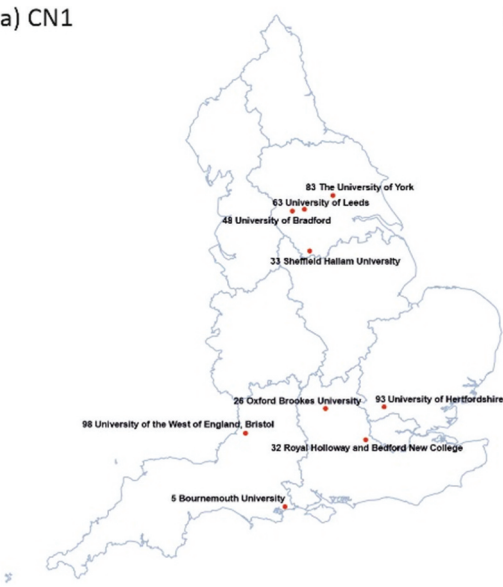 a) CN1
83 The University of York
63 University of Leeds
48 University of Bradford
33 Sheffield Hallam University
26 Oxford Brookes University
93 University of Hertfordshire
98 University of the West of England, Bristol
32 Royal Holloway and Bedford New College
5 Bournemouth University